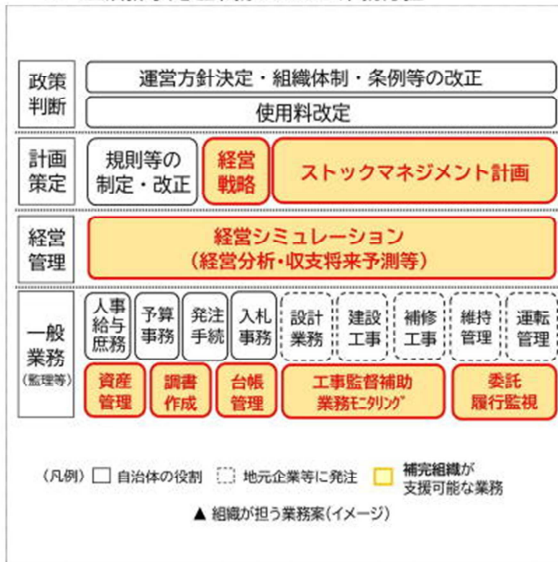 政策
判断
運営方針決定・組織体制・条例等の改正
使用料改定
計画
策定
規則等の
制定・改正
経営
戦略
ストックマネジメント計画
経営
管理
経営シミュレーション
(経営分析・収支将来予測等)
一般
業務
(監理等)
人事
給与
庶務
予算
事務
発注
手続
入札
事務
設計
業務
建設
工事
補修
工事
維持
管理
運転
管理
資産
管理
調書
作成
台帳
管理
工事監督補助
業務モニタリング
委託
履行監視
(凡例) 自治体の役割 地元企業等に発注 補完組織が
支援可能な業務
▲ 組織が担う業務案(イメージ)